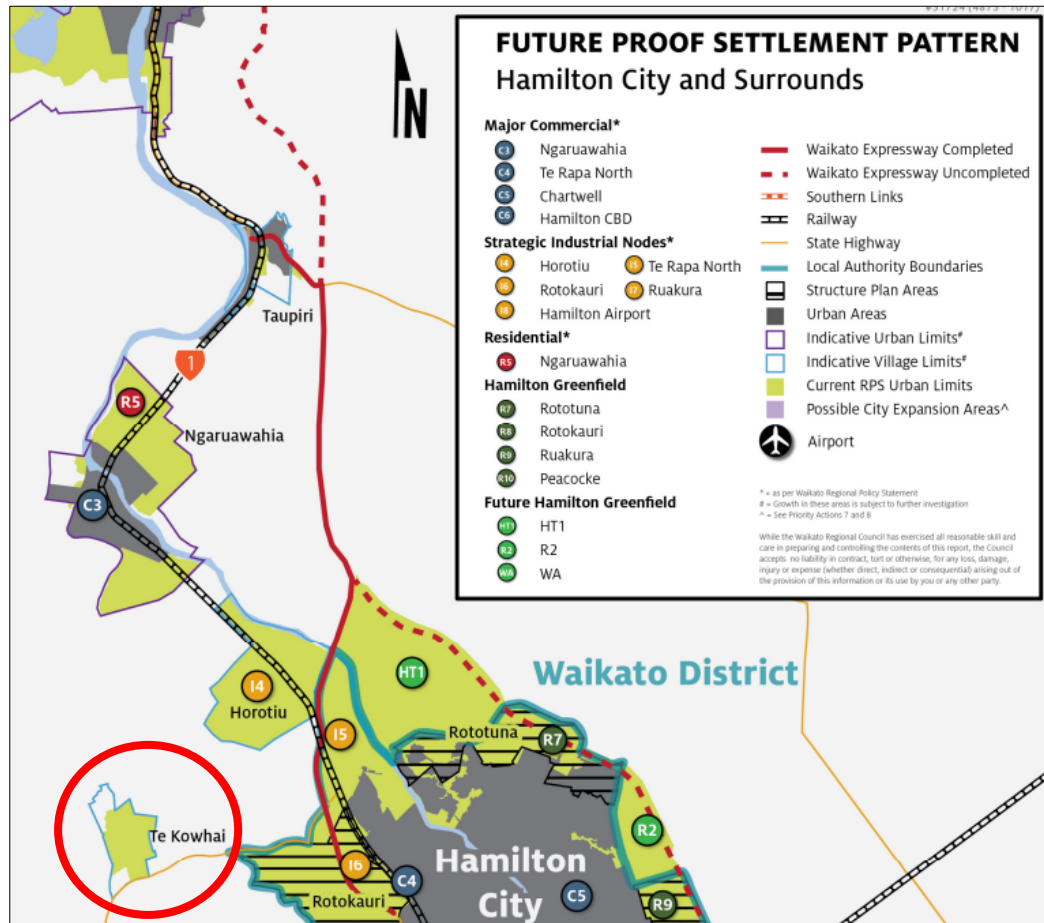 FUTURE PROOF SETTLEMENT PATTERN
Hamilton City and Surrounds
Major Commercial*
C3 Ngaruawahia
C4 Te Rapa North
C5 Chartwell
C6 Hamilton CBD
Strategic Industrial Nodes*
I4 Horotiu I5 Te Rapa North
I6 Rotokauri I7 Ruakura
I8 Hamilton Airport
Residential*
R5 Ngaruawahia
Hamilton Greenfield
R7 Rototuna
R8 Rotokauri
R9 Ruakura
R10 Peacocke
Future Hamilton Greenfield
HT1 HT1
R2 R2
WA WA
Waikato Expressway Completed
Waikato Expressway Uncompleted
Southern Links
Railway
State Highway
Local Authority Boundaries
Structure Plan Areas
Urban Areas
Indicative Urban Limits#
Indicative Village Limits#
Current RPS Urban Limits
Possible City Expansion Areas^
Airport
* = as per Waikato Regional Policy Statement
# = Growth in these areas is subject to further investigation
^ = See Priority Actions 7 and 8
While the Waikato Regional Council has exercised all reasonable skill and
care in preparing and controlling the contents of this report, the Council
accepts no liability in contract, tort or otherwise, for any loss, damage,
injury or expense (whether direct, indirect or consequential) arising out of
the provision of this information or its use by you or any other party.
N
Taupiri
1
R5
Ngaruawahia
C3
HT1
Waikato District
I4
Horotiu
I5
Rototuna
R7
Te Kowhai
R2
I6
Hamilton
City
C4
C5
Rotokauri
R9